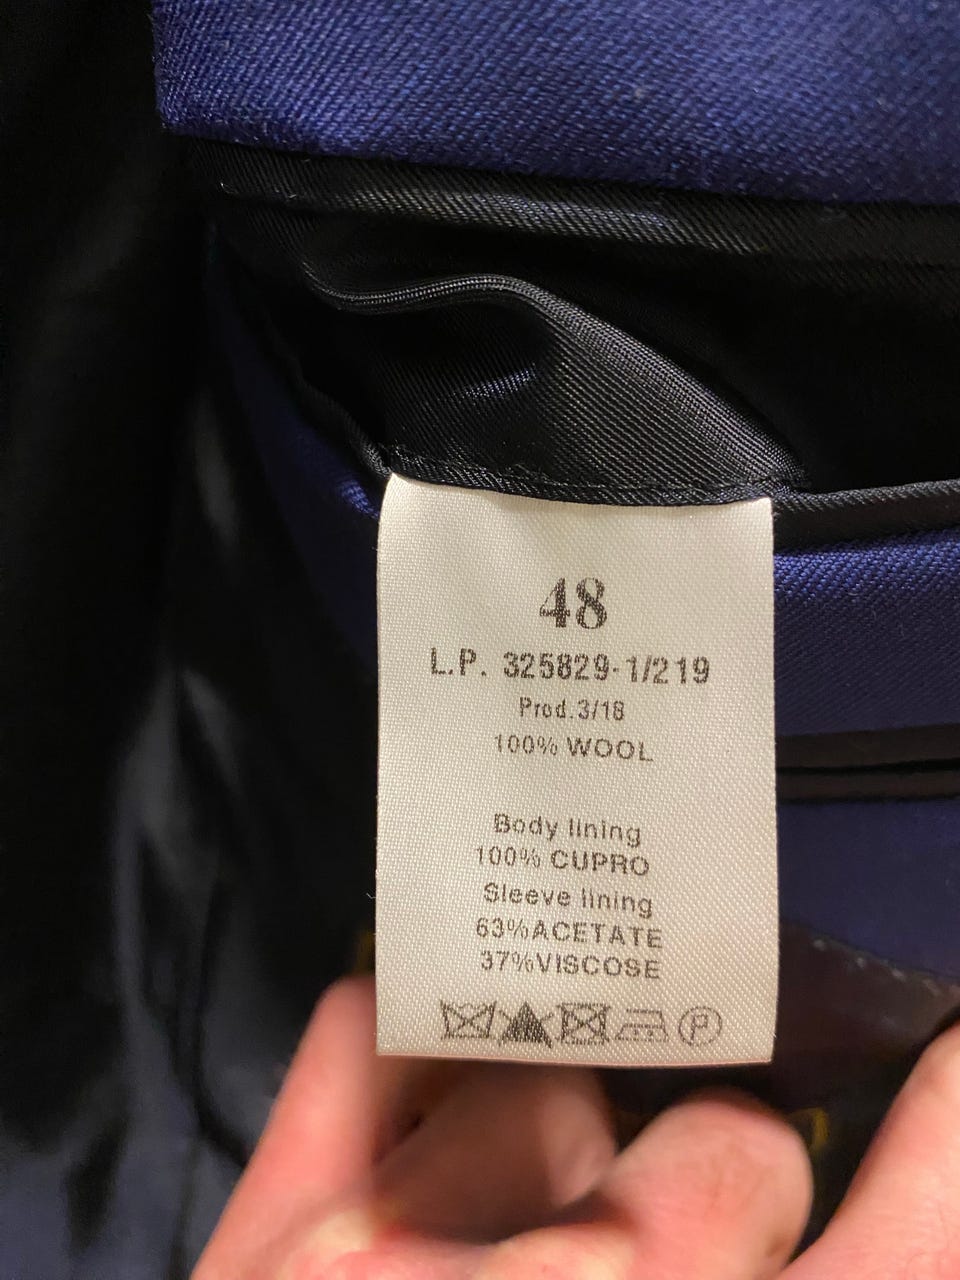 48
L.P. 325829-1/219
Prod.3/18
100% WOOL
Body lining
100% CUPRO
Sleeve lining
63%ACETATE
37%VISCOSE
P